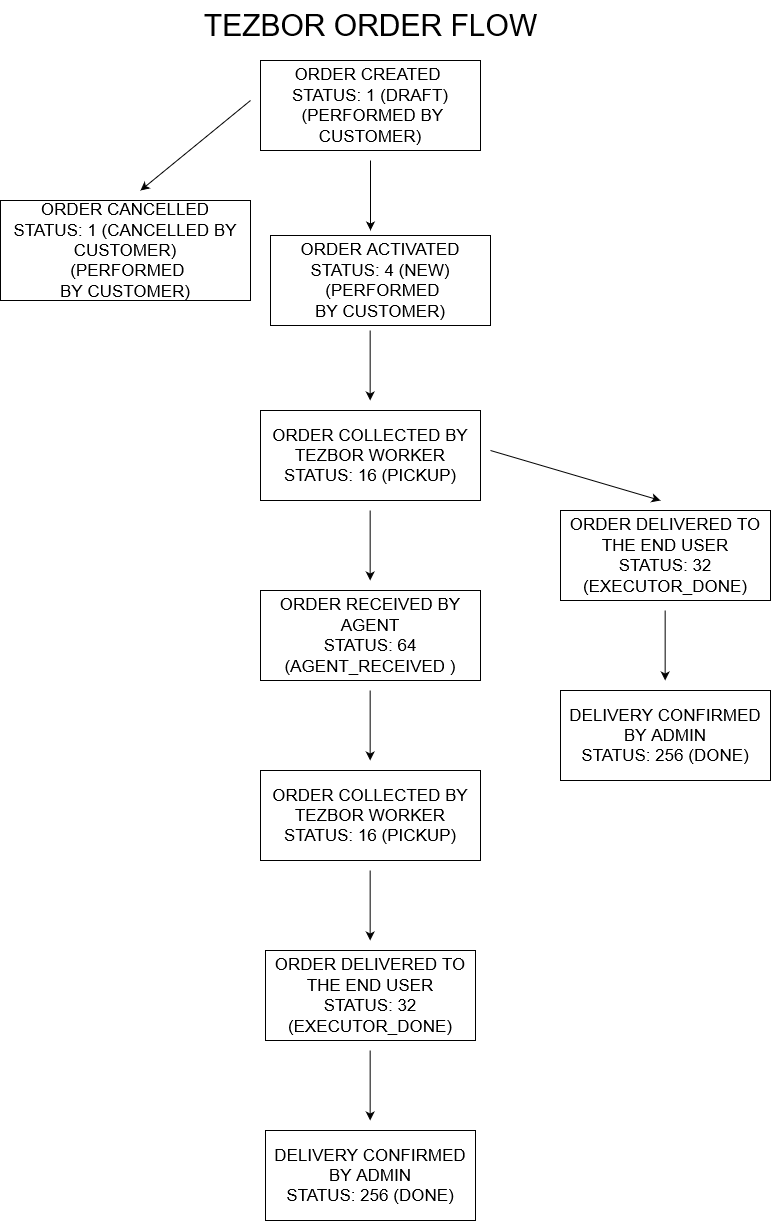 TEZBOR ORDER FLOW
ORDER CREATED
STATUS: 1 (DRAFT)
(PERFORMED BY
CUSTOMER)
ORDER CANCELLED
STATUS: 1 (CANCELLED BY
CUSTOMER)
(PERFORMED
BY CUSTOMER)
ORDER ACTIVATED
STATUS: 4 (NEW)
(PERFORMED
BY CUSTOMER)
ORDER COLLECTED BY
TEZBOR WORKER
STATUS: 16 (PICKUP)
ORDER DELIVERED TO
THE END USER
STATUS: 32
(EXECUTOR_DONE)
ORDER RECEIVED BY
AGENT
STATUS: 64
(AGENT_RECEIVED )
DELIVERY CONFIRMED
BY ADMIN
STATUS: 256 (DONE)
ORDER COLLECTED BY
TEZBOR WORKER
STATUS: 16 (PICKUP)
ORDER DELIVERED TO
THE END USER
STATUS: 32
(EXECUTOR_DONE)
DELIVERY CONFIRMED
BY ADMIN
STATUS: 256 (DONE)